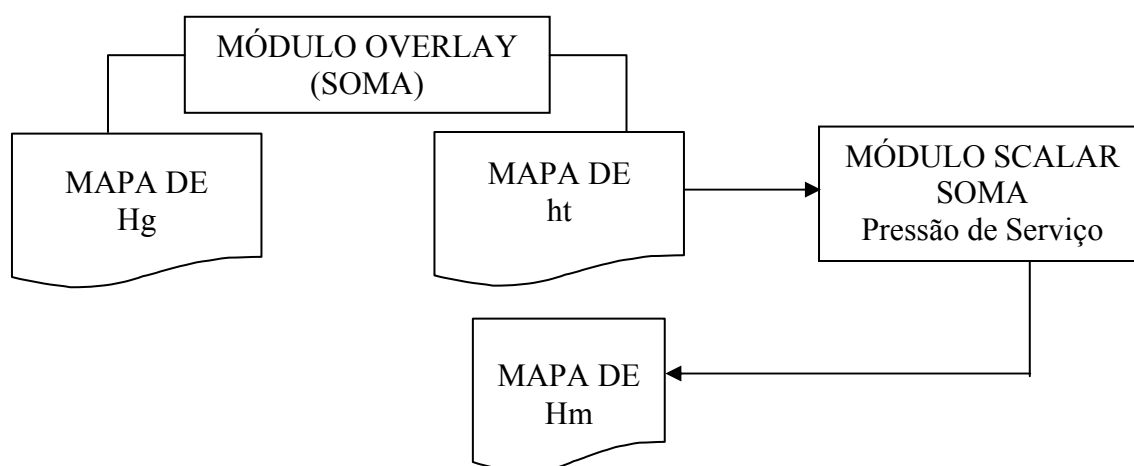 MÓDULO OVERLAY
(SOMA)
MAPA DE
Hg
MAPA DE
ht
MÓDULO SCALAR
SOMA
Pressão de Serviço
MAPA DE
Hm